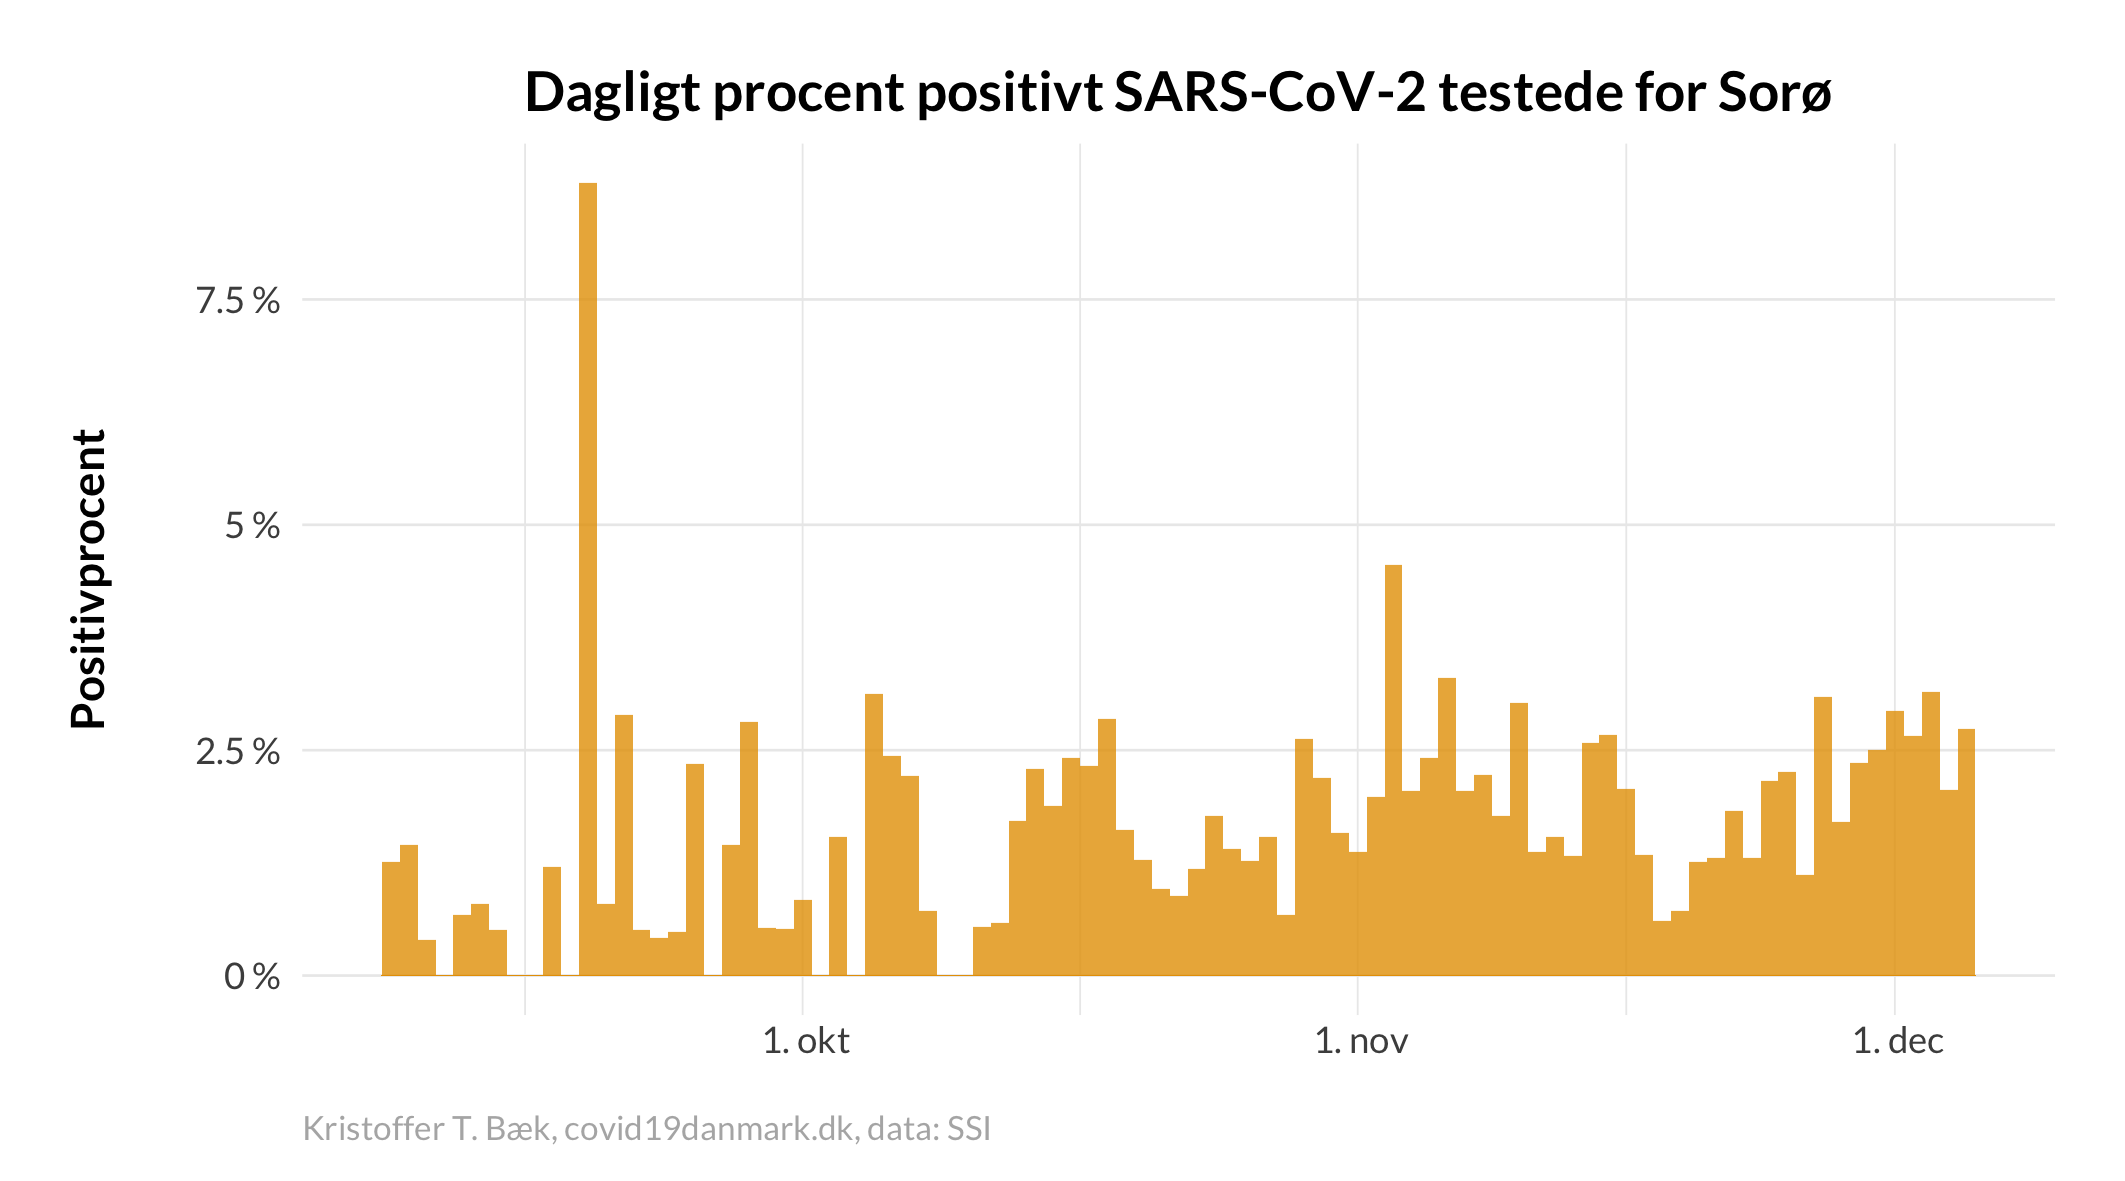 Dagligt procent positivt SARS-CoV-2 testede for Sorø
Positivprocent
7.5 %
5 %
2.5 %
0 %
1. okt
1. nov
1. dec
Kristoffer T. Bæk, covid19danmark.dk, data: SSI